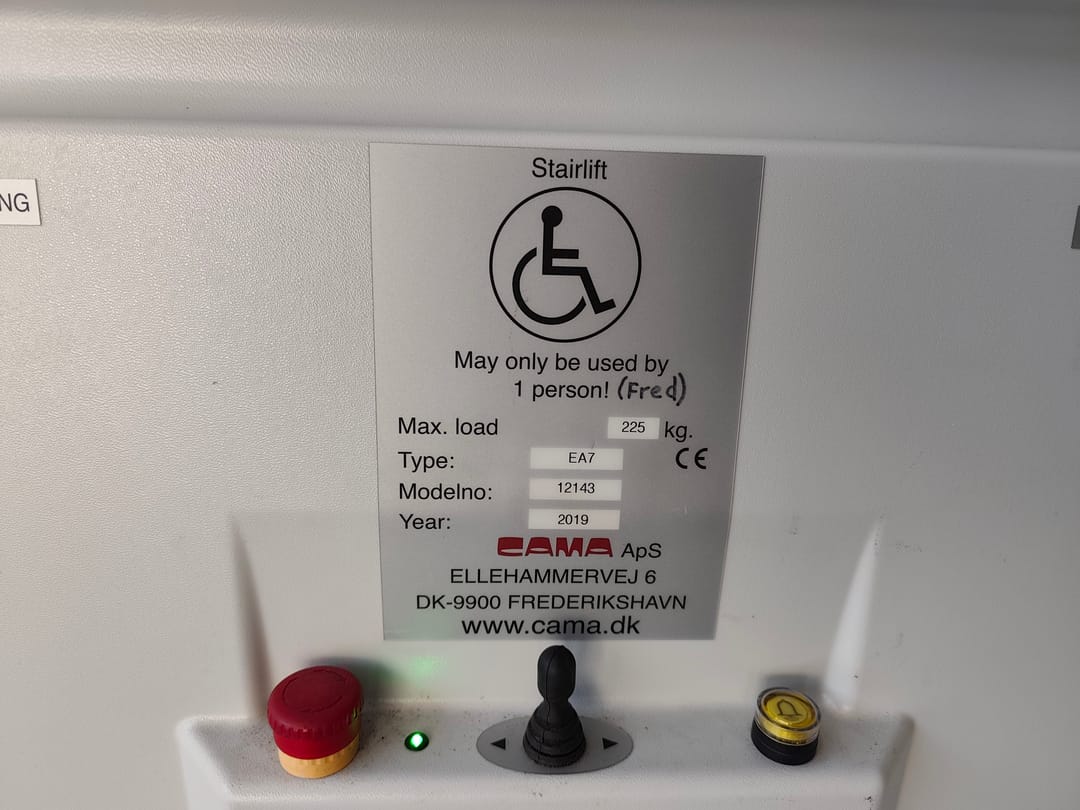 NG
Stairlift
May only be used by
1 person! (Fred)
Max. load 225 kg.
Type: EA7 CE
Modelno: 12143
Year: 2019
CAMA ApS
ELLEHAMMERVEJ 6
DK-9900 FREDERIKSHAVN
www.cama.dk